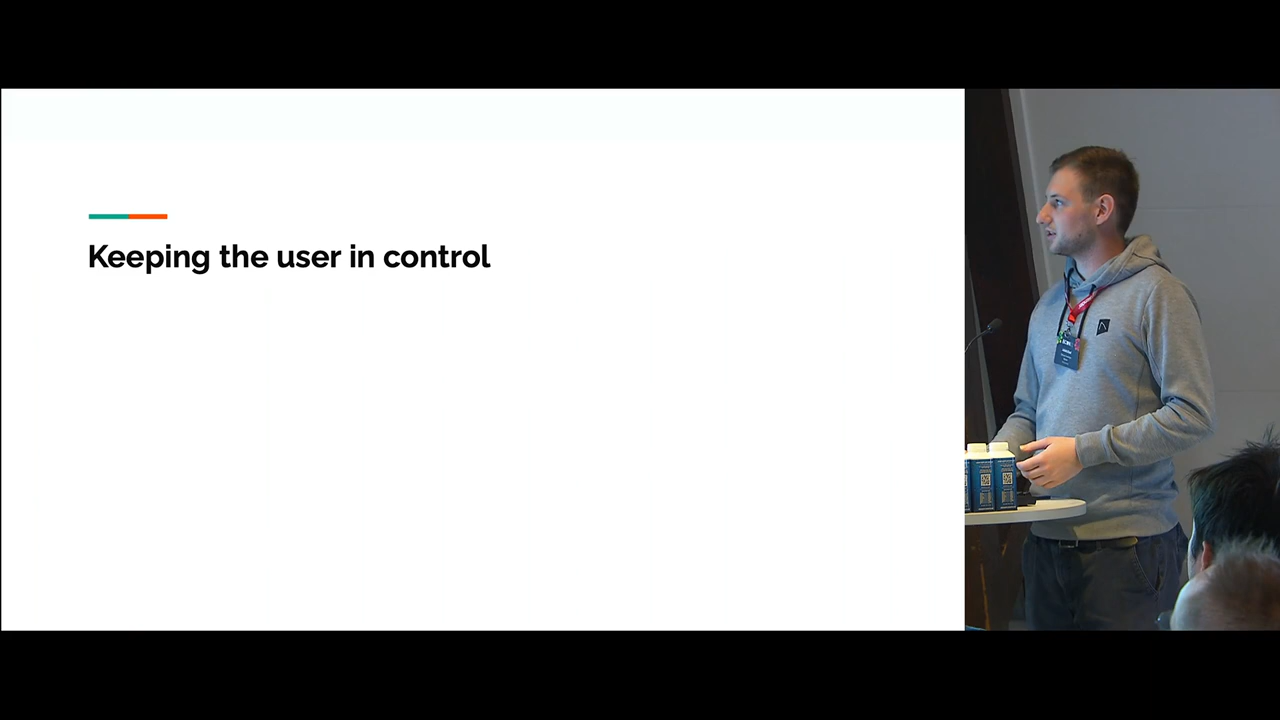 Keeping the user in control